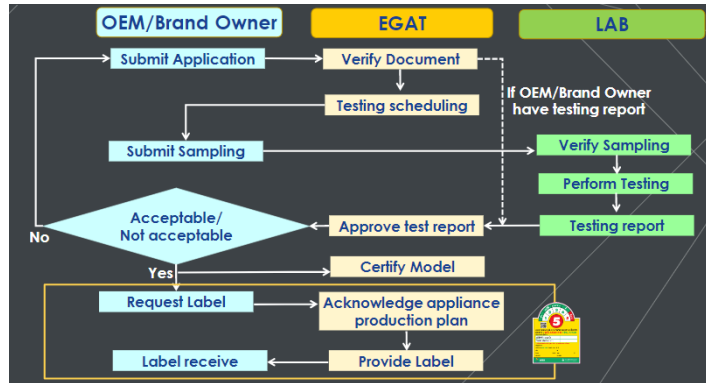 OEM/Brand Owner
EGAT
LAB
Submit Application
Verify Document
If OEM/Brand Owner
have testing report
Testing scheduling
Submit Sampling
Verify Sampling
Perform Testing
Acceptable/
Not acceptable
Approve test report
Testing report
No
Yes
Certify Model
Request Label
Acknowledge appliance
production plan
5
Label receive
Provide Label